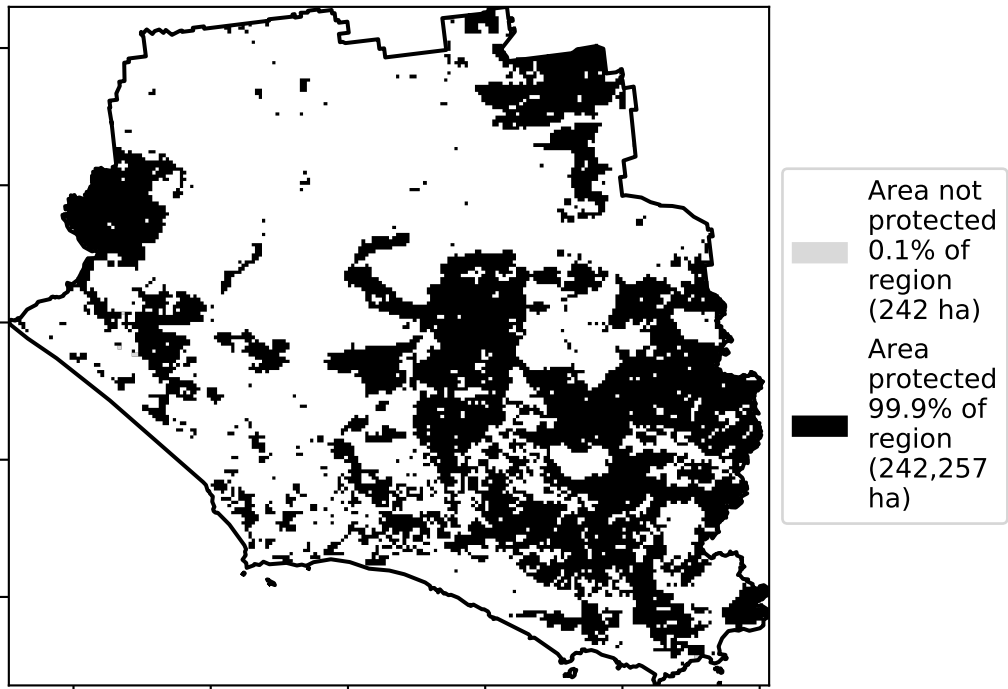 Area not
protected
0.1% of
region
(242 ha)
Area
protected
99.9% of
region
(242,257
ha)